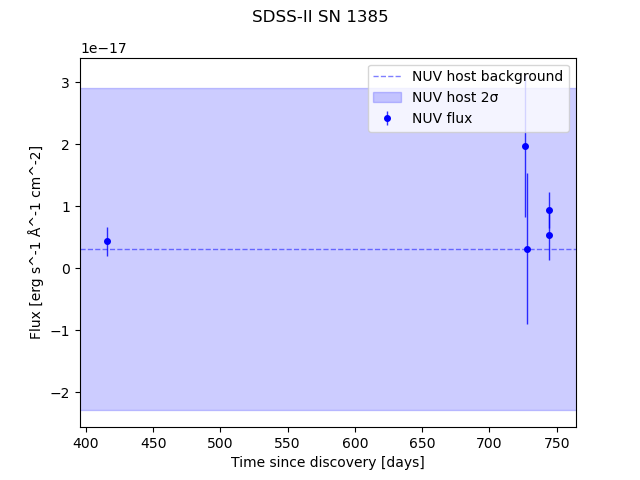 SDSS-II SN 1385
1e−17
NUV host background
NUV host 2σ
NUV flux
3
2
1
0
−1
−2
Flux [erg s^-1 Å^-1 cm^-2]
400 450 500 550 600 650 700 750
Time since discovery [days]